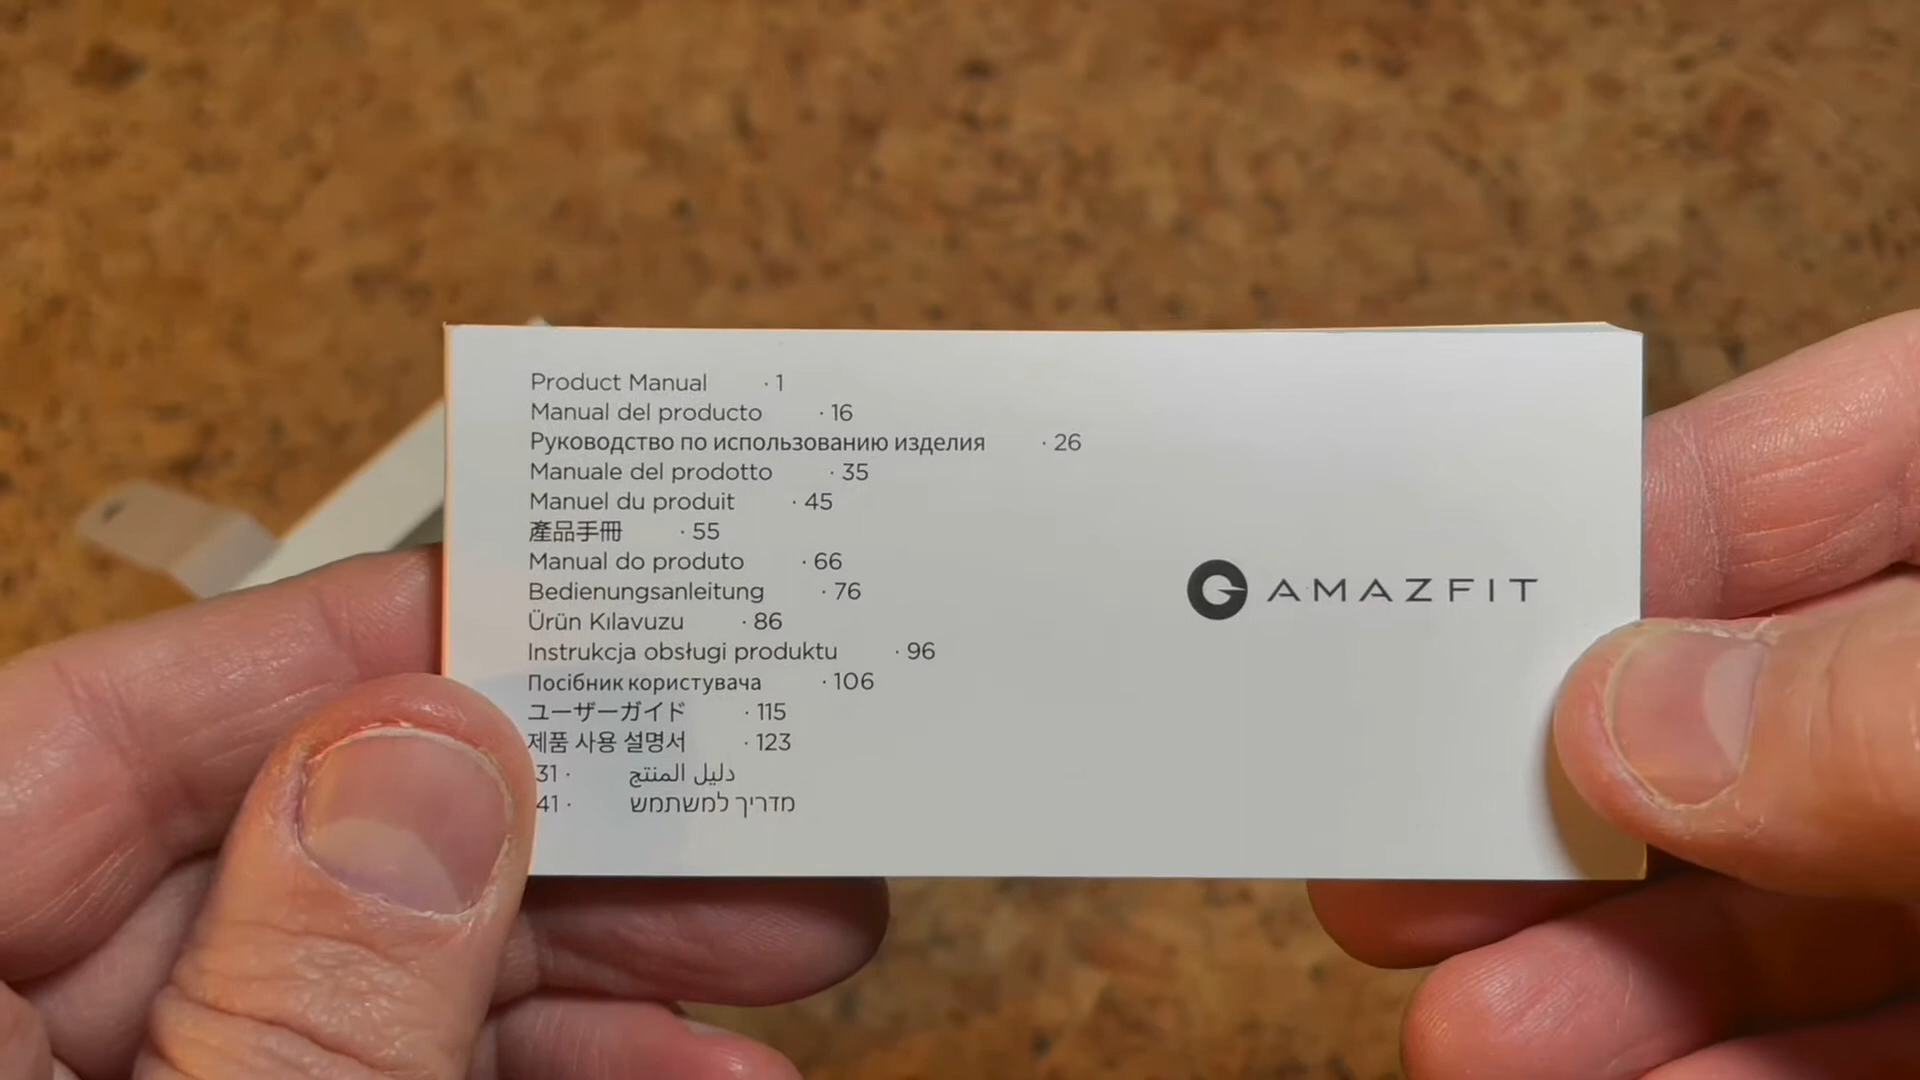 Product Manual · 1
Manual del producto · 16
Руководство по использованию изделия · 26
Manuale del prodotto · 35
Manuel du produit · 45
產品手冊 · 55
Manual do produto · 66
Bedienungsanleitung · 76
Ürün Kılavuzu · 86
Instrukcja obsługi produktu · 96
Посібник користувача · 106
ユーザーガイド · 115
제품 사용 설명서 · 123
دليل المنتج · 31
מדריך למשתמש · 41
AMAZFIT